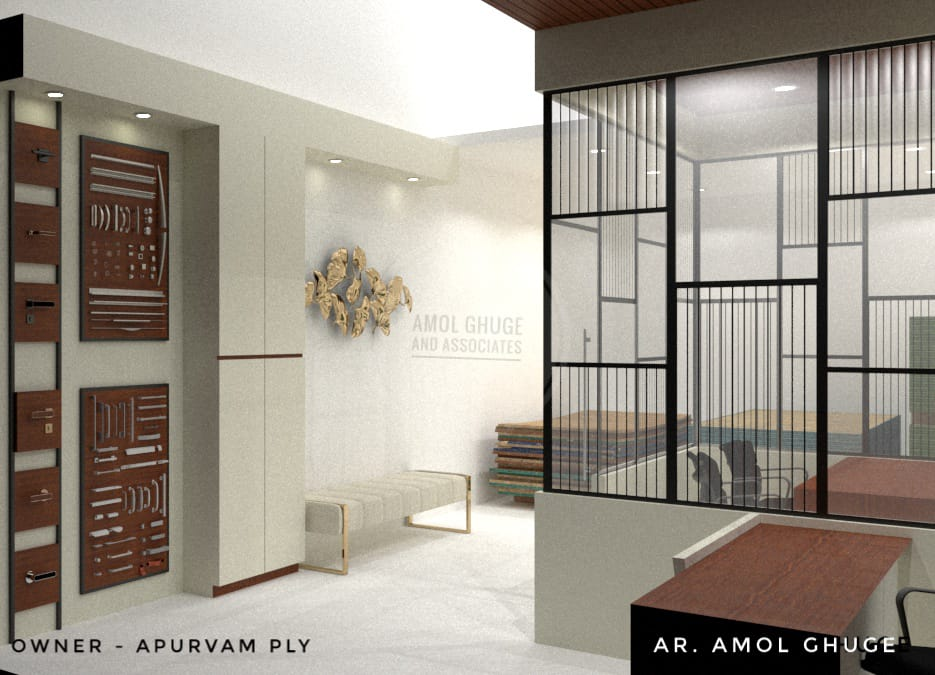 AMOL GHUGE
AND ASSOCIATES
OWNER - APURVAM PLY
AR. AMOL GHUGE